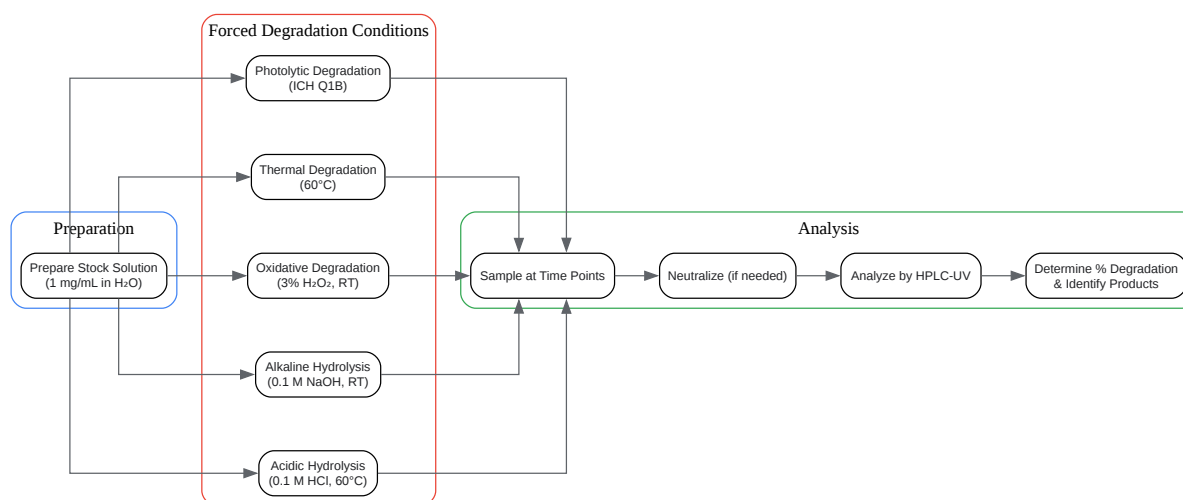 Forced Degradation Conditions
Photolytic Degradation
(ICH Q1B)
Thermal Degradation
(60°C)
Preparation
Prepare Stock Solution
(1 mg/mL in H₂O)
Oxidative Degradation
(3% H₂O₂, RT)
Alkaline Hydrolysis
(0.1 M NaOH, RT)
Acidic Hydrolysis
(0.1 M HCl, 60°C)
Analysis
Sample at Time Points
Neutralize (if needed)
Analyze by HPLC-UV
Determine % Degradation
& Identify Products